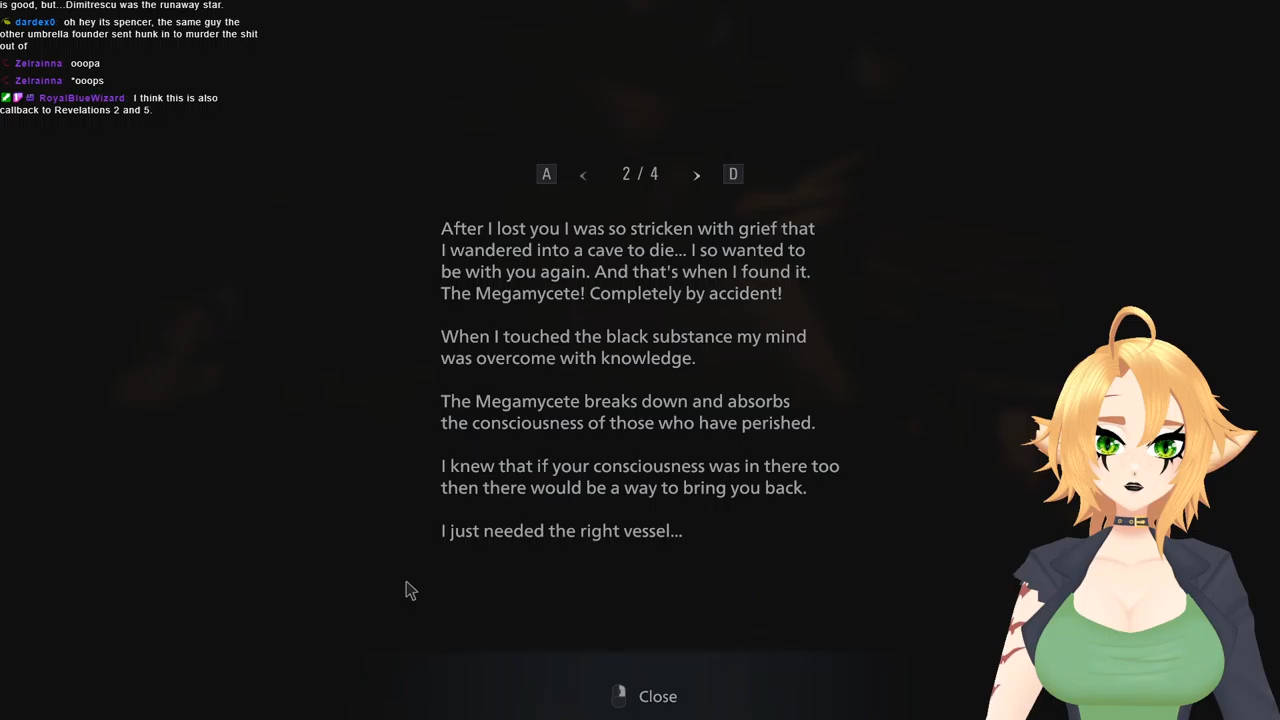 is good, but...Dimitrescu was the runaway star.
dardex0: oh hey its spencer, the same guy the
other umbrella founder sent hunk in to murder the shit
out of
Zelrainna: ooopa
Zelrainna: *ooops
RoyalBlueWizard: I think this is also
callback to Revelations 2 and 5.
A < 2 / 4 > D
After I lost you I was so stricken with grief that
I wandered into a cave to die... I so wanted to
be with you again. And that's when I found it.
The Megamycete! Completely by accident!
When I touched the black substance my mind
was overcome with knowledge.
The Megamycete breaks down and absorbs
the consciousness of those who have perished.
I knew that if your consciousness was in there too
then there would be a way to bring you back.
I just needed the right vessel...
Close